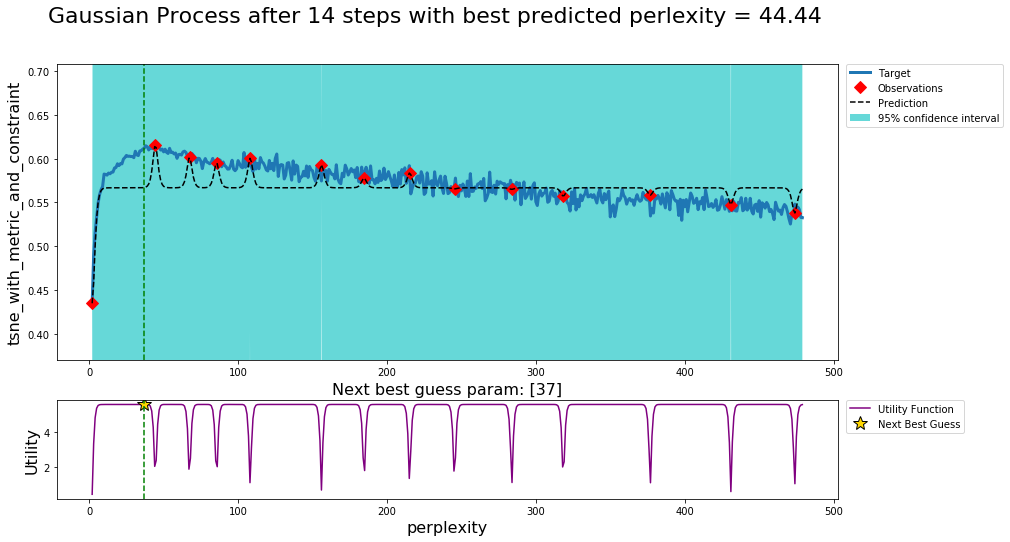 Gaussian Process after 14 steps with best predicted perlexity = 44.44
tsne_with_metric_and_constraint
0.70
0.65
0.60
0.55
0.50
0.45
0.40
0
100
200
300
400
500
Target
Observations
Prediction
95% confidence interval
Next best guess param: [37]
Utility
4
2
0
100
200
300
400
500
perplexity
Utility Function
Next Best Guess